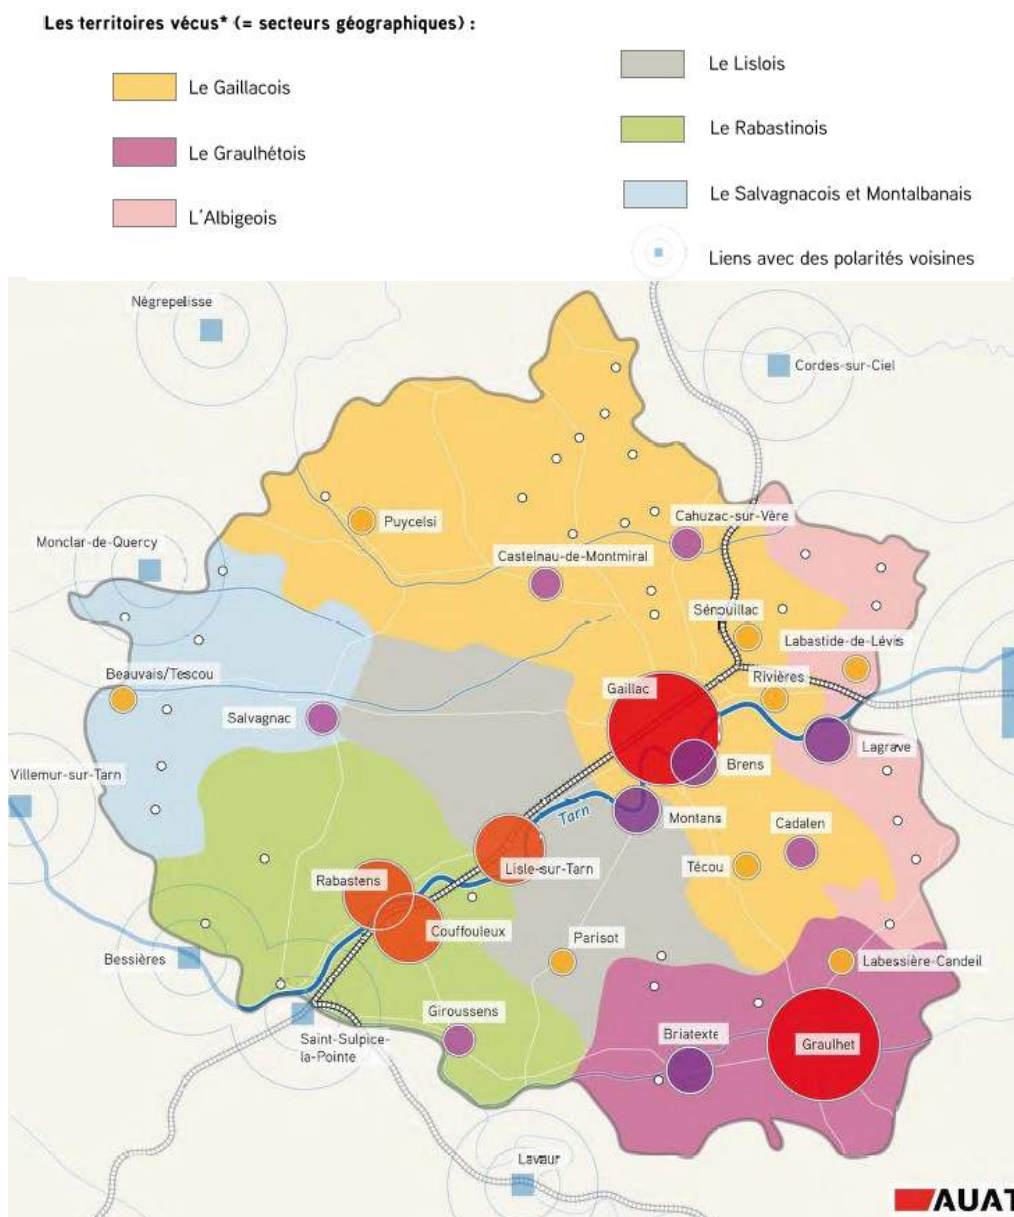 Les territoires vécus* (= secteurs géographiques) :
Le Gaillacois
Le Graulhétois
L'Albigeois
Le Lislois
Le Rabastinois
Le Salvagnacois et Montalbanais
Liens avec des polarités voisines
Nègrepelisse
Cordes-sur-Ciel
Puycelsi
Cahuzac-sur-Vère
Monclar-de-Quercy
Castelnau-de-Montmiral
Sénouillac
Labastide-de-Lévis
Beauvais/Tescou
Rivières
Gaillac
Salvagnac
Lagrave
Brens
Villemur-sur-Tarn
Tarn
Montans
Cadalen
Lisle-sur-Tarn
Técou
Rabastens
Couffouleux
Parisot
Bessières
Labessière-Candeil
Giroussens
Saint-Sulpice-
la-Pointe
Briatexte
Graulhet
Lavaur
AUAT